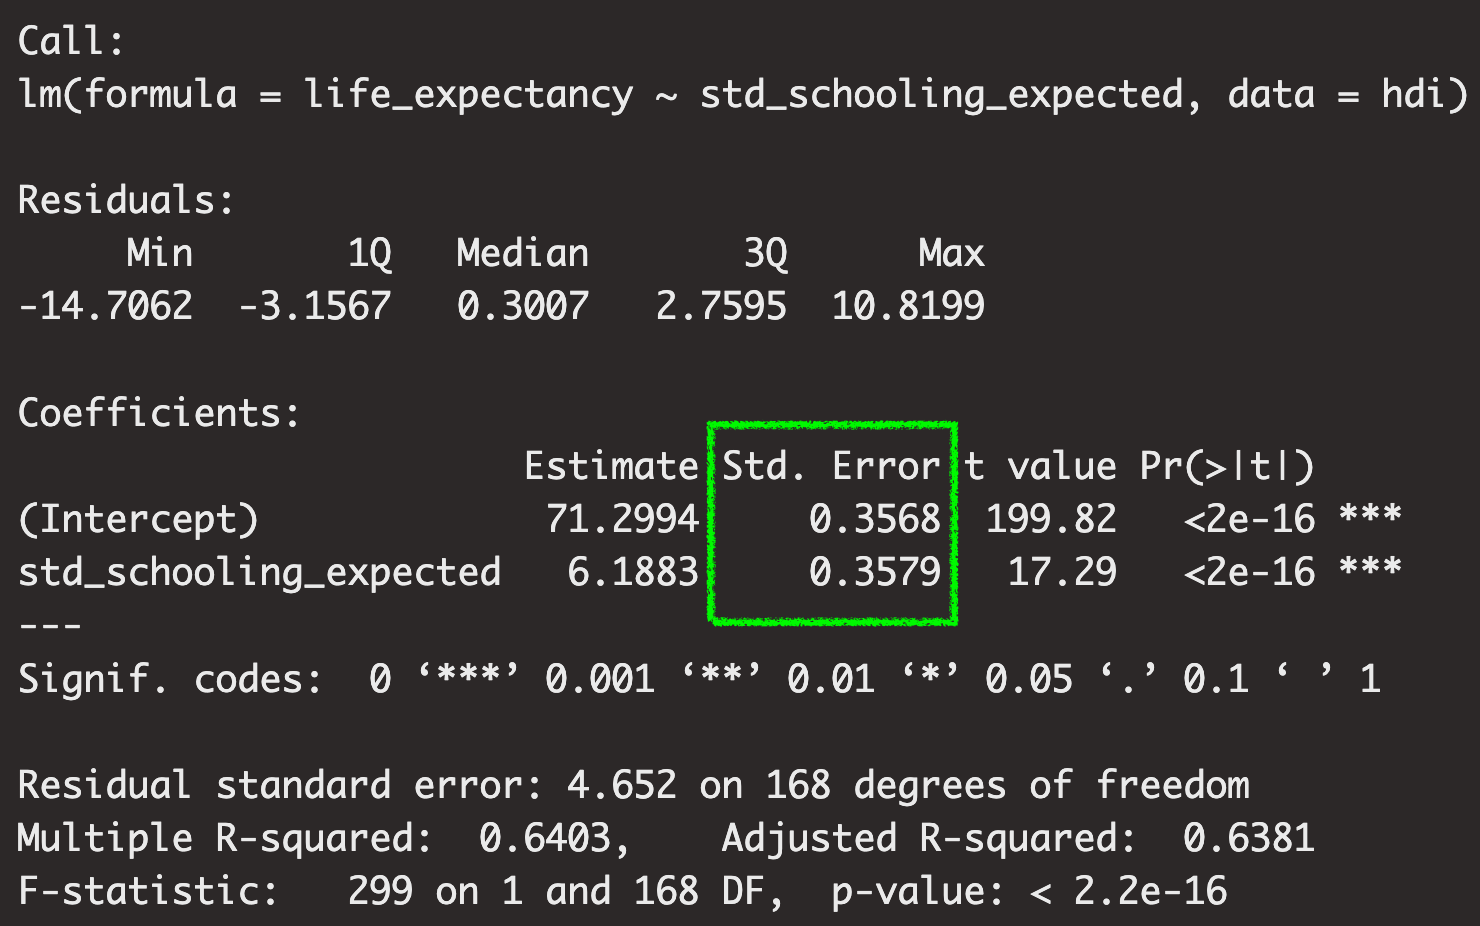 Call:
lm(formula = life_expectancy ~ std_schooling_expected, data = hdi)
Residuals:
Min 1Q Median 3Q Max
-14.7062 -3.1567 0.3007 2.7595 10.8199
Coefficients:
Estimate Std. Error t value Pr(>|t|)
(Intercept) 71.2994 0.3568 199.82 <2e-16 ***
std_schooling_expected 6.1883 0.3579 17.29 <2e-16 ***
---
Signif. codes: 0 ‘***’ 0.001 ‘**’ 0.01 ‘*’ 0.05 ‘.’ 0.1 ‘ ’ 1
Residual standard error: 4.652 on 168 degrees of freedom
Multiple R-squared: 0.6403, Adjusted R-squared: 0.6381
F-statistic: 299 on 1 and 168 DF, p-value: < 2.2e-16